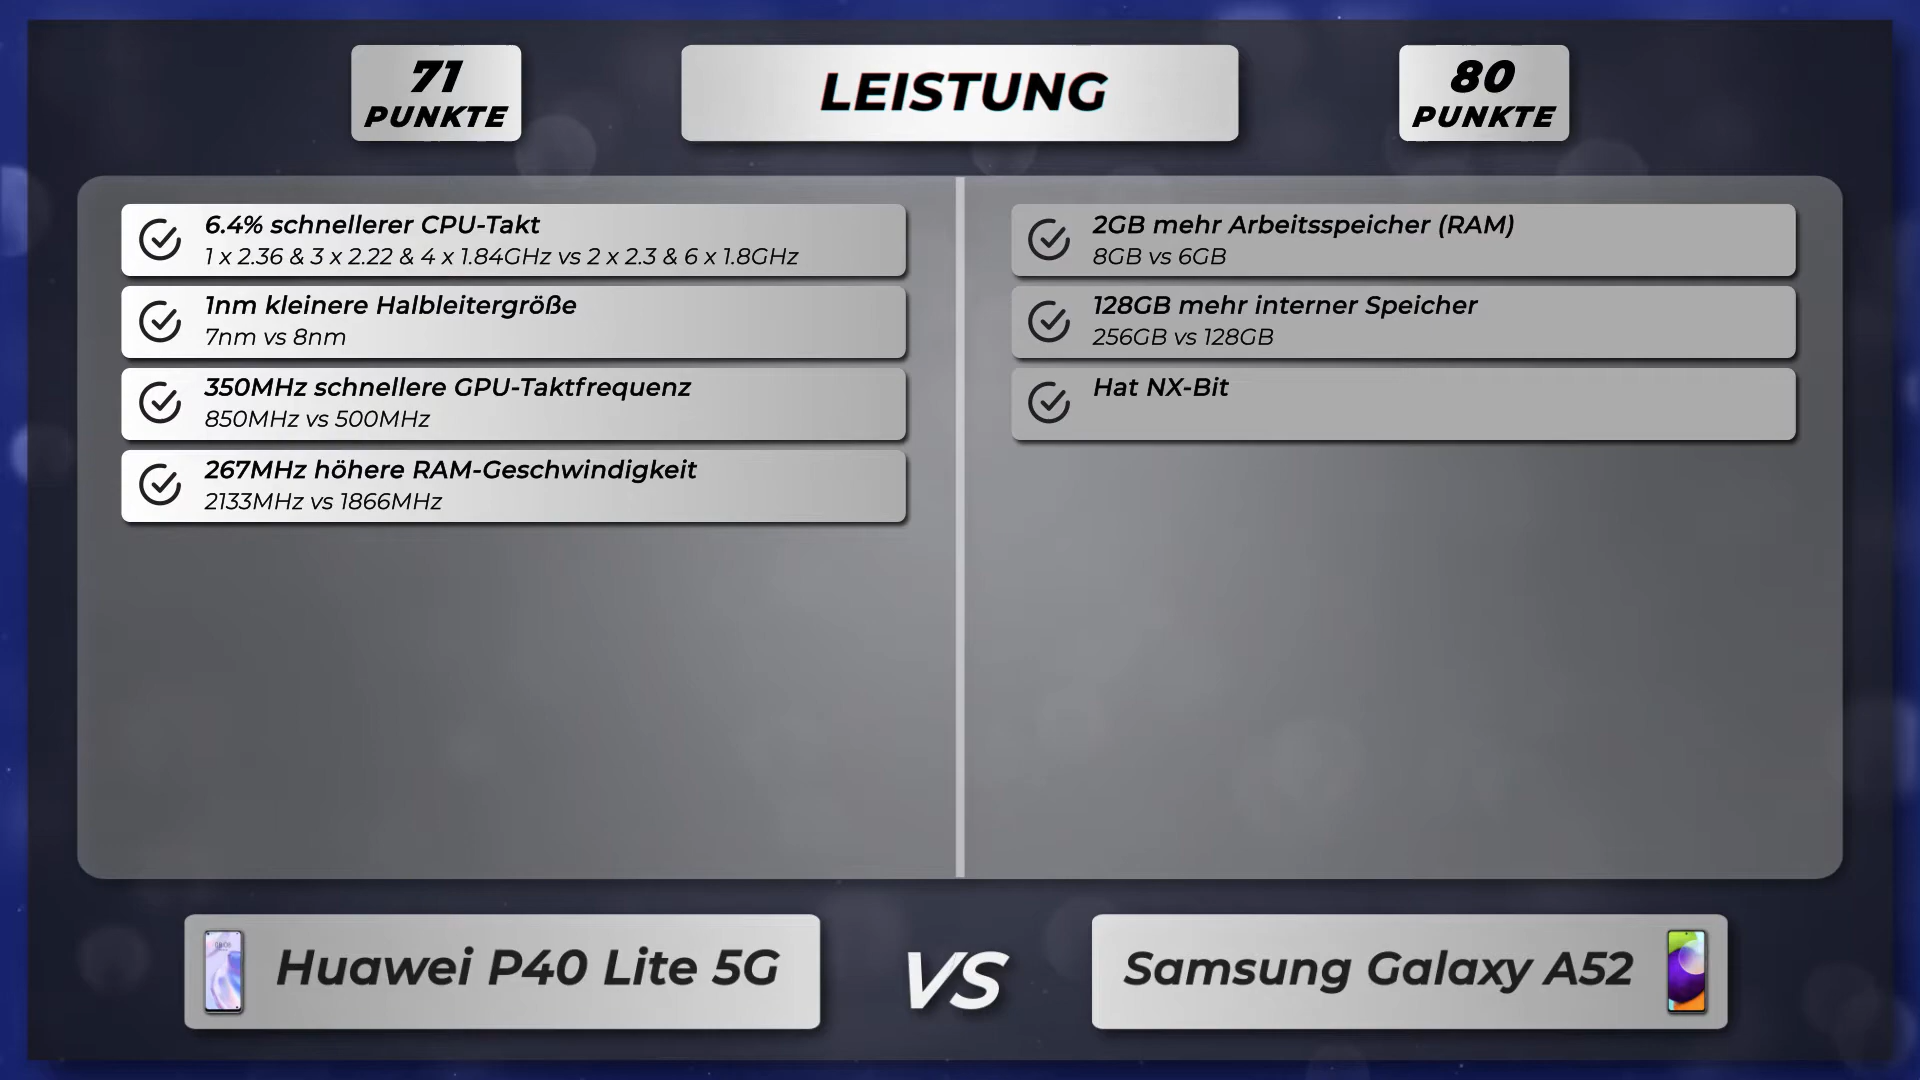 71
PUNKTE
LEISTUNG
80
PUNKTE
6.4% schnellerer CPU-Takt
1 x 2.36 & 3 x 2.22 & 4 x 1.84GHz vs 2 x 2.3 & 6 x 1.8GHz
1nm kleinere Halbleitergröße
7nm vs 8nm
350MHz schnellere GPU-Taktfrequenz
850MHz vs 500MHz
267MHz höhere RAM-Geschwindigkeit
2133MHz vs 1866MHz
2GB mehr Arbeitsspeicher (RAM)
8GB vs 6GB
128GB mehr interner Speicher
256GB vs 128GB
Hat NX-Bit
Huawei P40 Lite 5G
VS
Samsung Galaxy A52